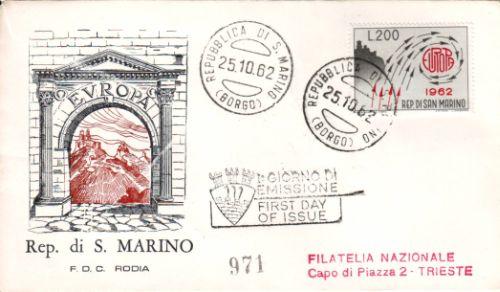 EVROPA
Rep. di S. MARINO
F. D. C. RODIA
REPUBBLICA DI S. MARINO
25.10.62
(BORGO)
L.200
EUROPA
1962
REP. DI SAN MARINO
REPUBBLICA DI
25.10.62
(BORGO)
I° GIORNO DI
EMISSIONE
FIRST DAY
OF ISSUE
971
FILATELIA NAZIONALE
Capo di Piazza 2 - TRIESTE